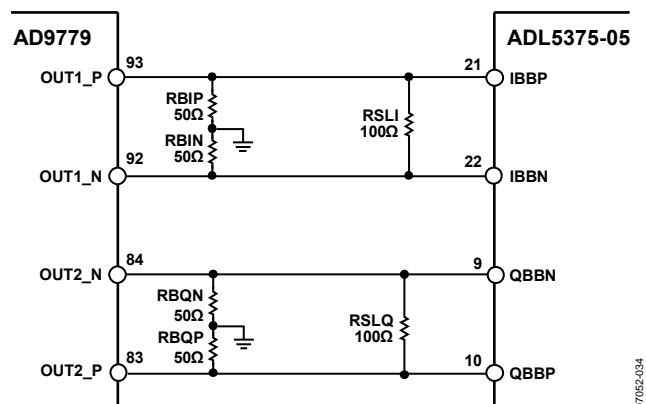 AD9779
ADL5375-05
OUT1_P
93
21
IBBP
RBIP
50Ω
RBIN
50Ω
RSLI
100Ω
OUT1_N
92
22
IBBN
OUT2_N
84
9
QBBN
RBQN
50Ω
RBQP
50Ω
RSLQ
100Ω
OUT2_P
83
10
QBBP
07052-034